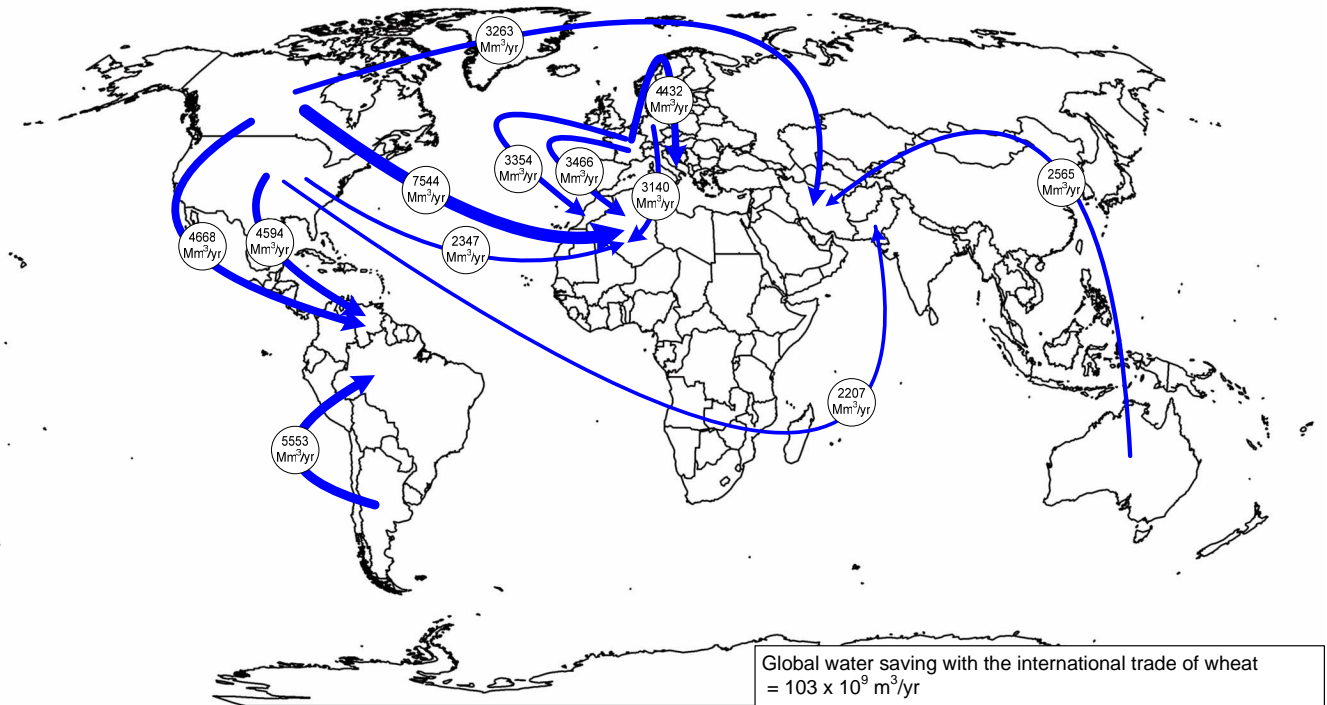 3263
Mm³/yr
4432
Mm³/yr
3354
Mm³/yr
3466
Mm³/yr
7544
Mm³/yr
3140
Mm³/yr
2565
Mm³/yr
4668
Mm³/yr
4594
Mm³/yr
2347
Mm³/yr
2207
Mm³/yr
5553
Mm³/yr
Global water saving with the international trade of wheat
= 103 x 10⁹ m³/yr